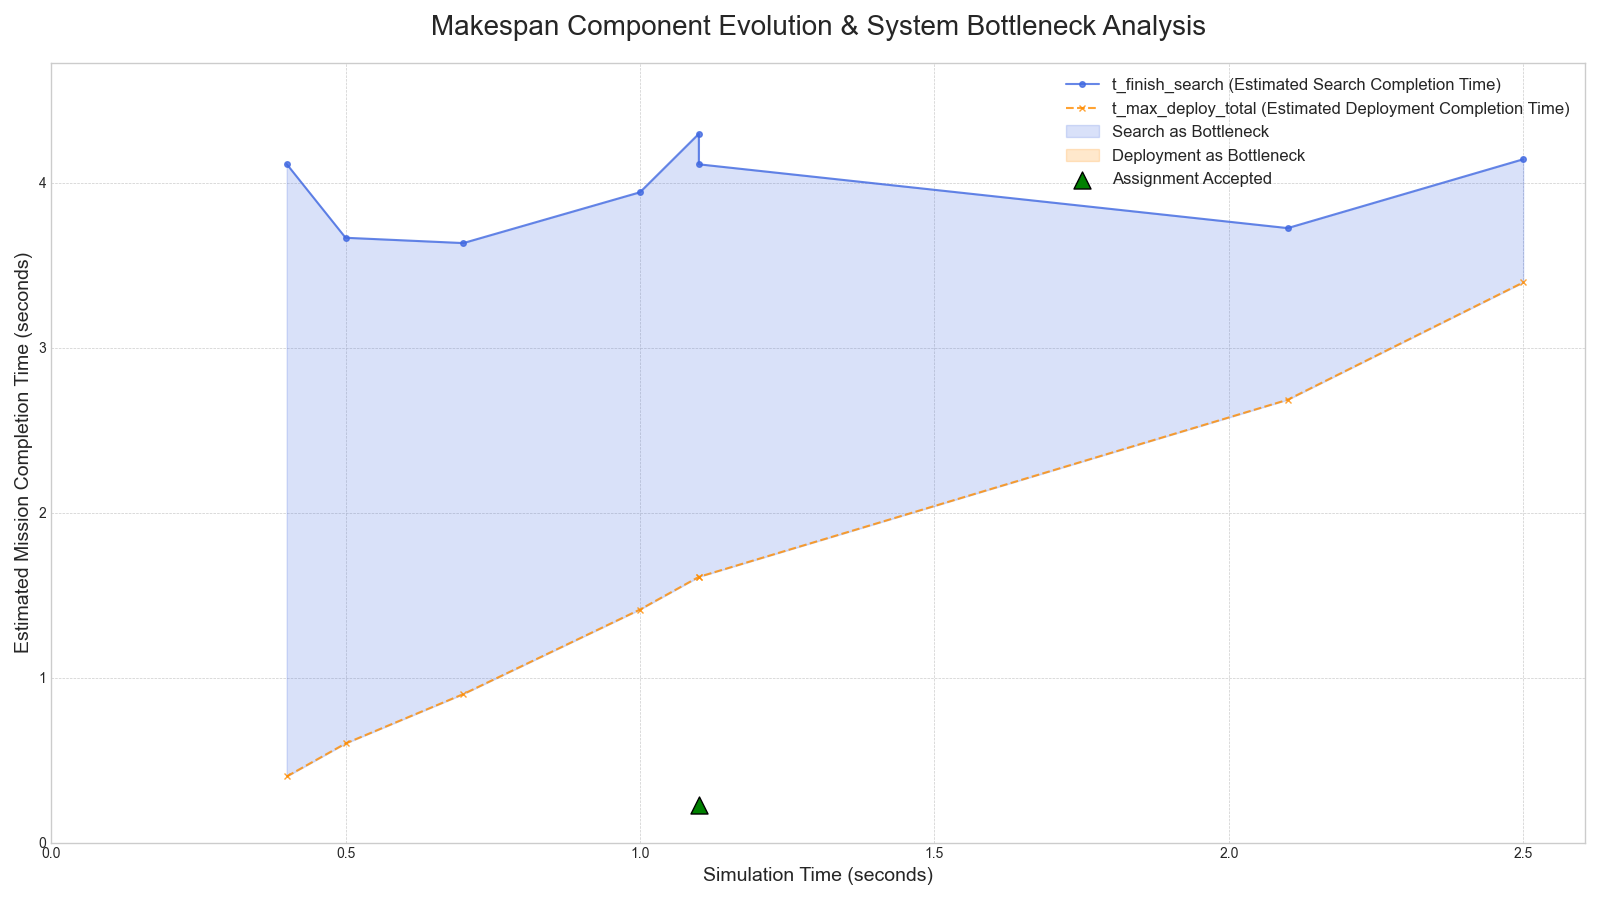 Makespan Component Evolution & System Bottleneck Analysis
t_finish_search (Estimated Search Completion Time)
t_max_deploy_total (Estimated Deployment Completion Time)
Search as Bottleneck
Deployment as Bottleneck
Assignment Accepted
Estimated Mission Completion Time (seconds)
4
3
2
1
0
0.0 0.5 1.0 1.5 2.0 2.5
Simulation Time (seconds)